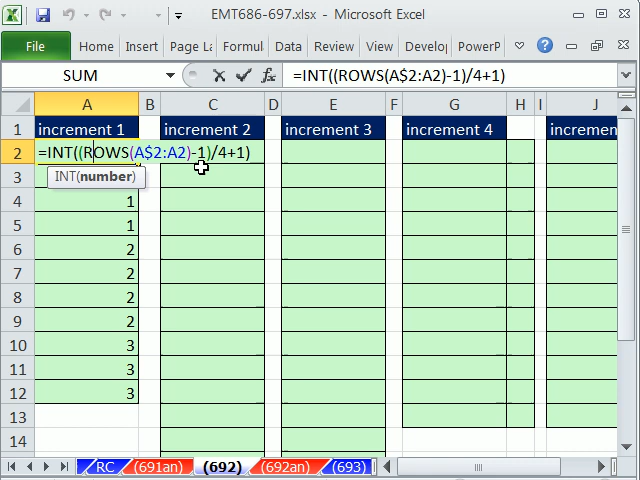 EMT686-697.xlsx - Microsoft Excel
File Home Insert Page La Formul Data Review View Develo PowerP
SUM fx =INT((ROWS(A$2:A2)-1)/4+1)
A B C D E F G H I J
1 increment 1 increment 2 increment 3 increment 4 incremen
2 =INT((ROWS(A$2:A2)-1)/4+1)
3 INT(number)
4 1
5 1
6 2
7 2
8 2
9 2
10 3
11 3
12 3
13
14
RC (691an) (692) (692an) (693)